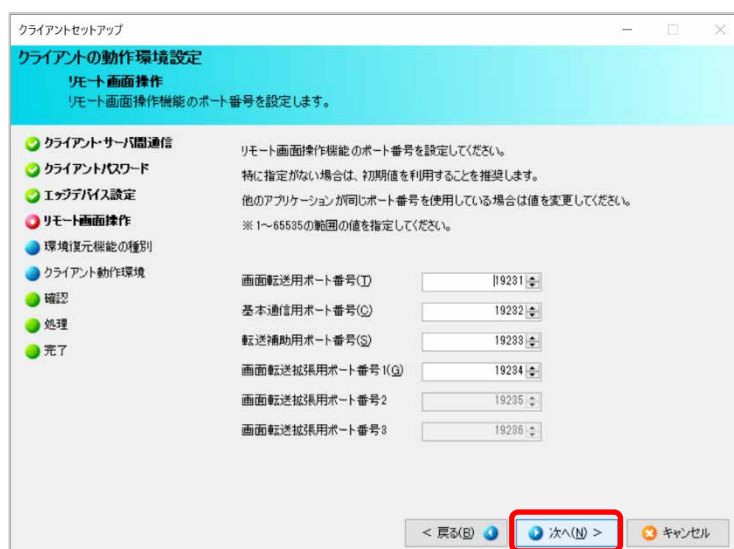 クライアントセットアップ
クライアントの動作環境設定
リモート画面操作
リモート画面操作機能のポート番号を設定します。
クライアント・サーバ間通信
クライアントパスワード
エッジデバイス設定
リモート画面操作
環境復元機能の種別
クライアント動作環境
確認
処理
完了
リモート画面操作機能のポート番号を設定してください。
特に指定がない場合は、初期値を利用することを推奨します。
他のアプリケーションが同じポート番号を使用している場合は値を変更してください。
※1～65535の範囲の値を指定してください。
画面転送用ポート番号(T) 19231
基本通信用ポート番号(C) 19232
転送補助用ポート番号(S) 19233
画面転送拡張用ポート番号1(G) 19234
画面転送拡張用ポート番号2 19235
画面転送拡張用ポート番号3 19236
< 戻る(B) 次へ(N) > キャンセル